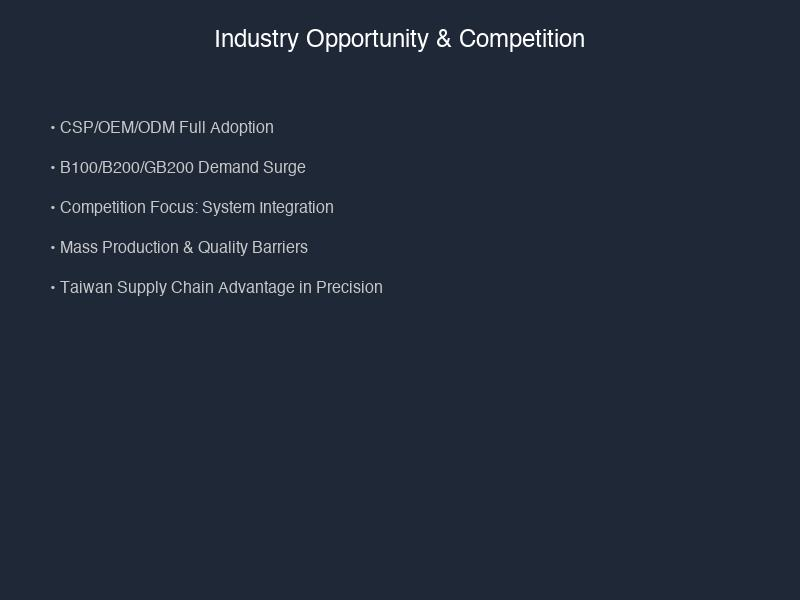 Industry Opportunity & Competition
• CSP/OEM/ODM Full Adoption
• B100/B200/GB200 Demand Surge
• Competition Focus: System Integration
• Mass Production & Quality Barriers
• Taiwan Supply Chain Advantage in Precision